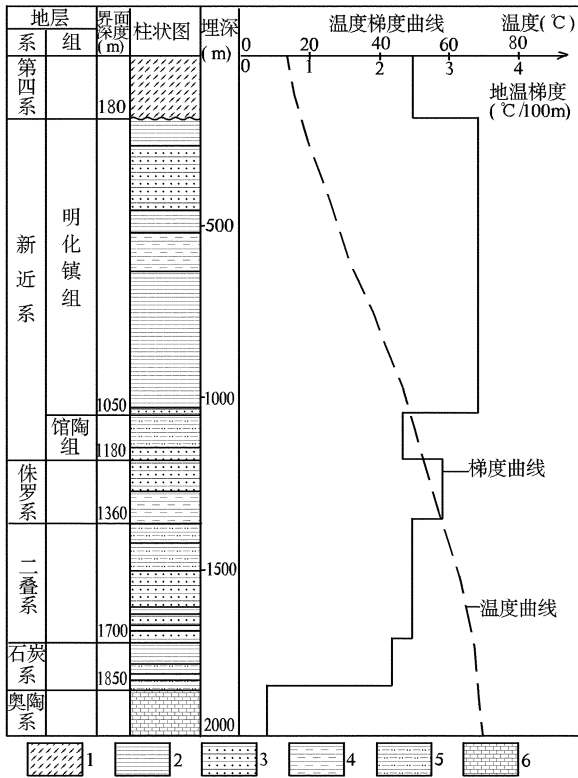 地层
系
组
界面
深度
(m)
柱状图
埋深
(m)
温度梯度曲线
温度(℃)
0 20 40 60 80
0 1 2 3 4
地温梯度
(℃/100m)
第四系
180
新近系
明化镇组
500
1000
1050
馆陶组
1180
侏罗系
1360
梯度曲线
二叠系
1500
温度曲线
1700
石炭系
1850
奥陶系
2000
1 2 3 4 5 6